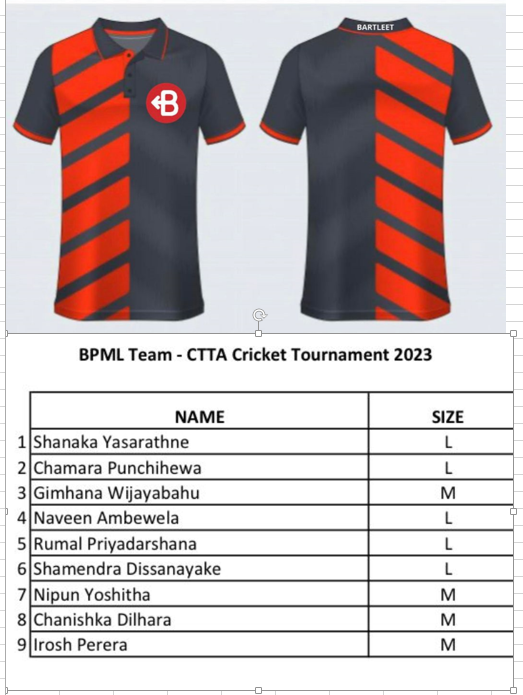 BARTLEET
B
BPML Team - CTTA Cricket Tournament 2023
NAME SIZE
1 Shanaka Yasarathne L
2 Chamara Punchihewa L
3 Gimhana Wijayabahu M
4 Naveen Ambewela L
5 Rumal Priyadarshana L
6 Shamendra Dissanayake L
7 Nipun Yoshitha M
8 Chanishka Dilhara M
9 Irosh Perera M